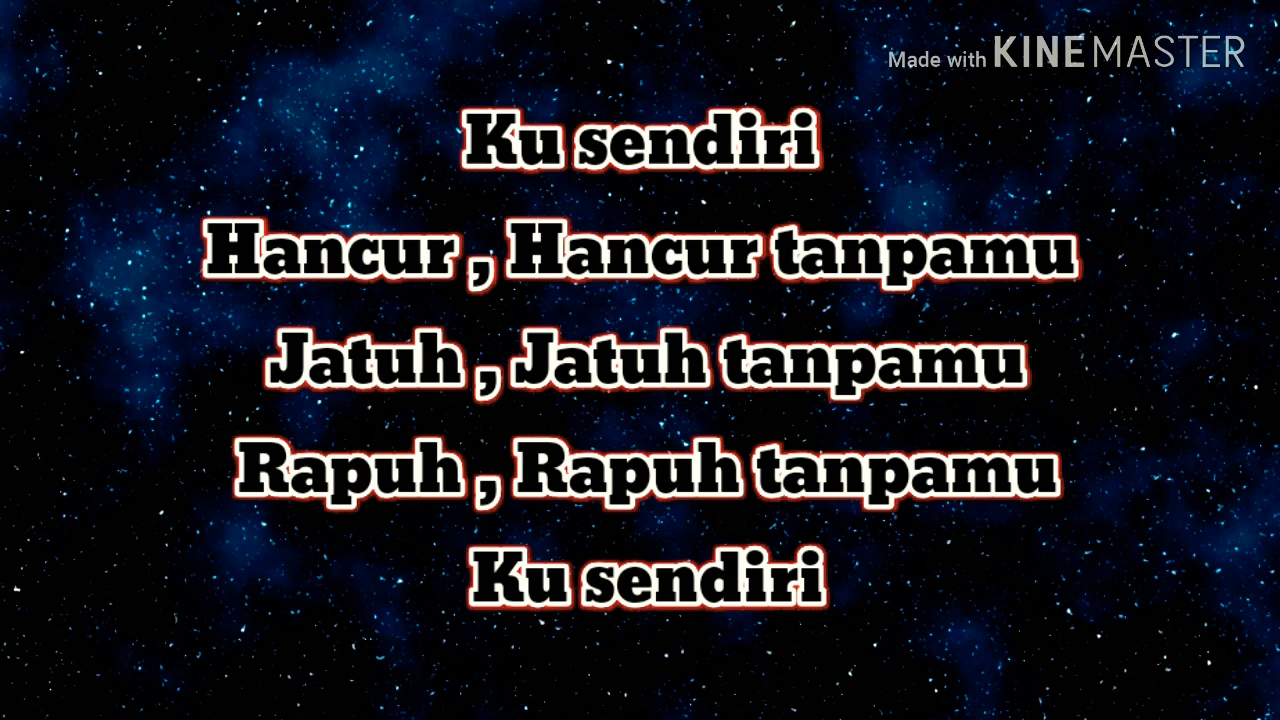 Made with KINEMASTER
Ku sendiri
Hancur , Hancur tanpamu
Jatuh , Jatuh tanpamu
Rapuh , Rapuh tanpamu
Ku sendiri